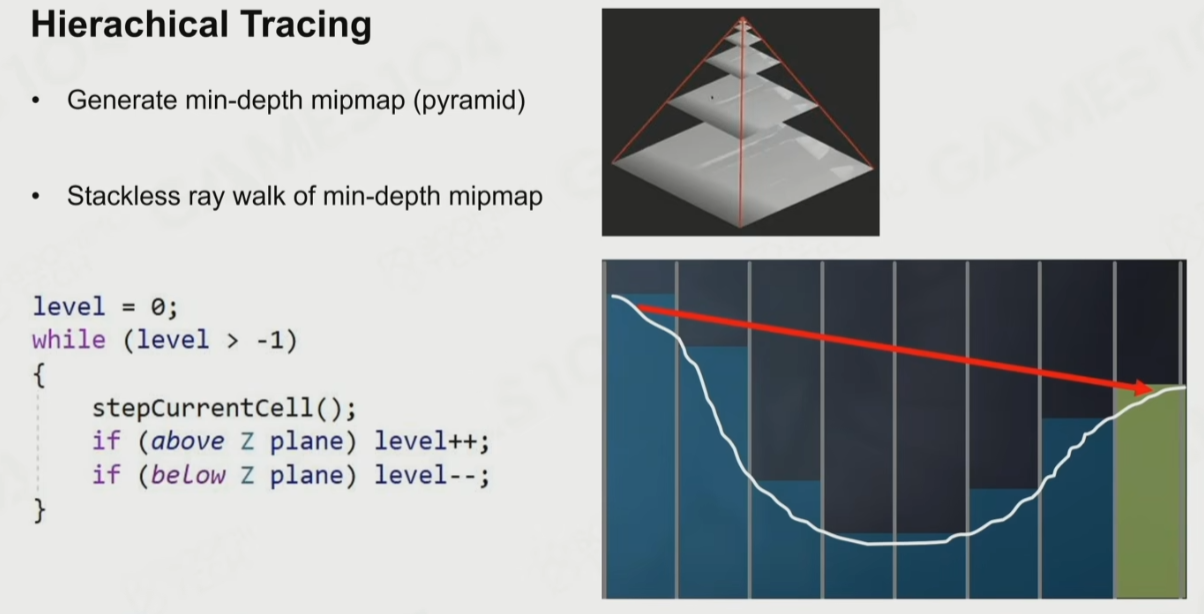 Hierachical Tracing
• Generate min-depth mipmap (pyramid)
• Stackless ray walk of min-depth mipmap
level = 0;
while (level > -1)
{
stepCurrentCell();
if (above Z plane) level++;
if (below Z plane) level--;
}
GAMES104